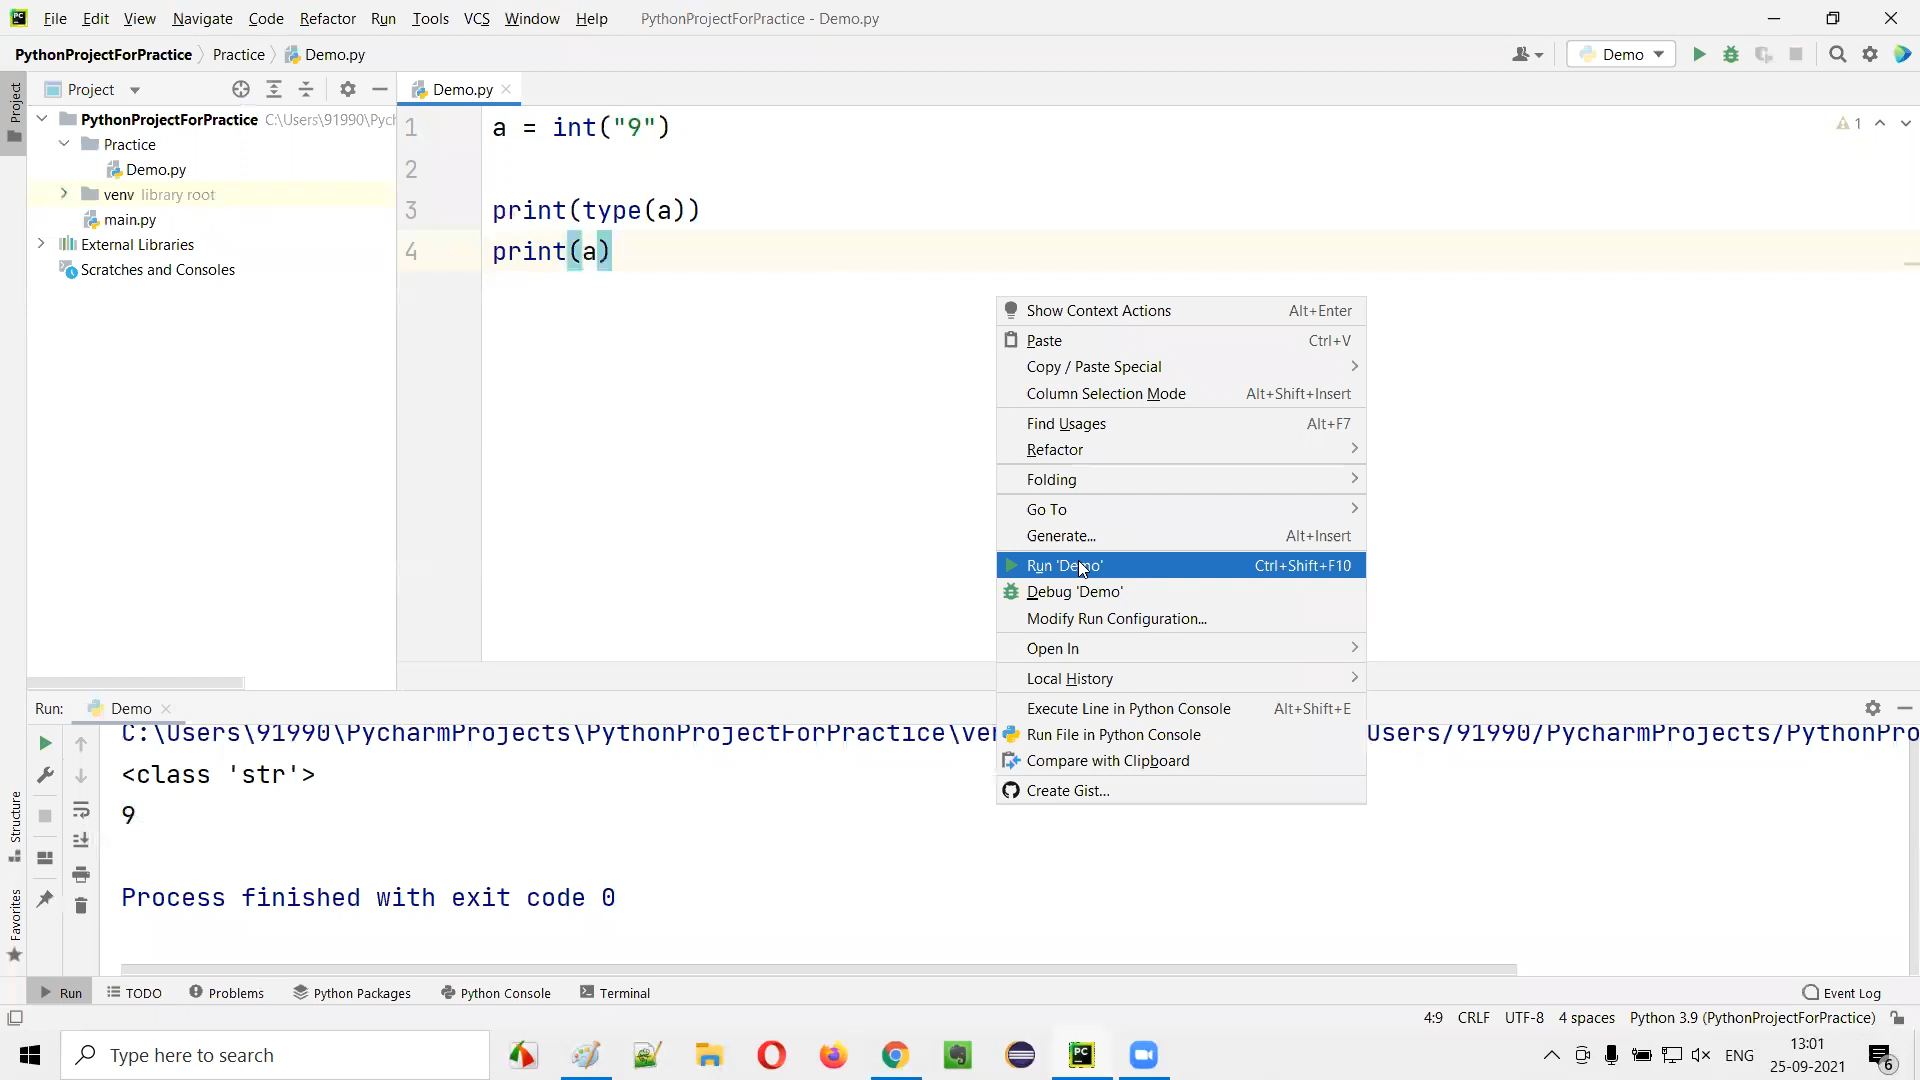 File Edit View Navigate Code Refactor Run Tools VCS Window Help PythonProjectForPractice - Demo.py
PythonProjectForPractice Practice Demo.py Demo
Project Demo.py
Project
PythonProjectForPractice C:\Users\91990\Pych
Practice
Demo.py
venv library root
main.py
External Libraries
Scratches and Consoles
1 a = int("9")
2
3 print(type(a))
4 print(a)
1
Show Context Actions Alt+Enter
Paste Ctrl+V
Copy / Paste Special
Column Selection Mode Alt+Shift+Insert
Find Usages Alt+F7
Refactor
Folding
Go To
Generate... Alt+Insert
Run 'Demo' Ctrl+Shift+F10
Debug 'Demo'
Modify Run Configuration...
Open In
Local History
Execute Line in Python Console Alt+Shift+E
Run File in Python Console
Compare with Clipboard
Create Gist...
Run: Demo
C:\Users\91990\PycharmProjects\PythonProjectForPractice\ve Users/91990/PycharmProjects/PythonPro
<class 'str'>
9
Process finished with exit code 0
Structure
Favorites
Run TODO Problems Python Packages Python Console Terminal Event Log
4:9 CRLF UTF-8 4 spaces Python 3.9 (PythonProjectForPractice)
Type here to search
PC
ENG
13:01
25-09-2021
6